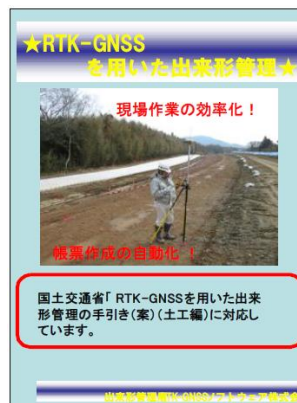 ★RTK-GNSS
を用いた出来形管理★
現場作業の効率化！
帳票作成の自動化 ！
国土交通省「 RTK-GNSSを用いた出来
形管理の手引き(案)(土工編)に対応し
ています。